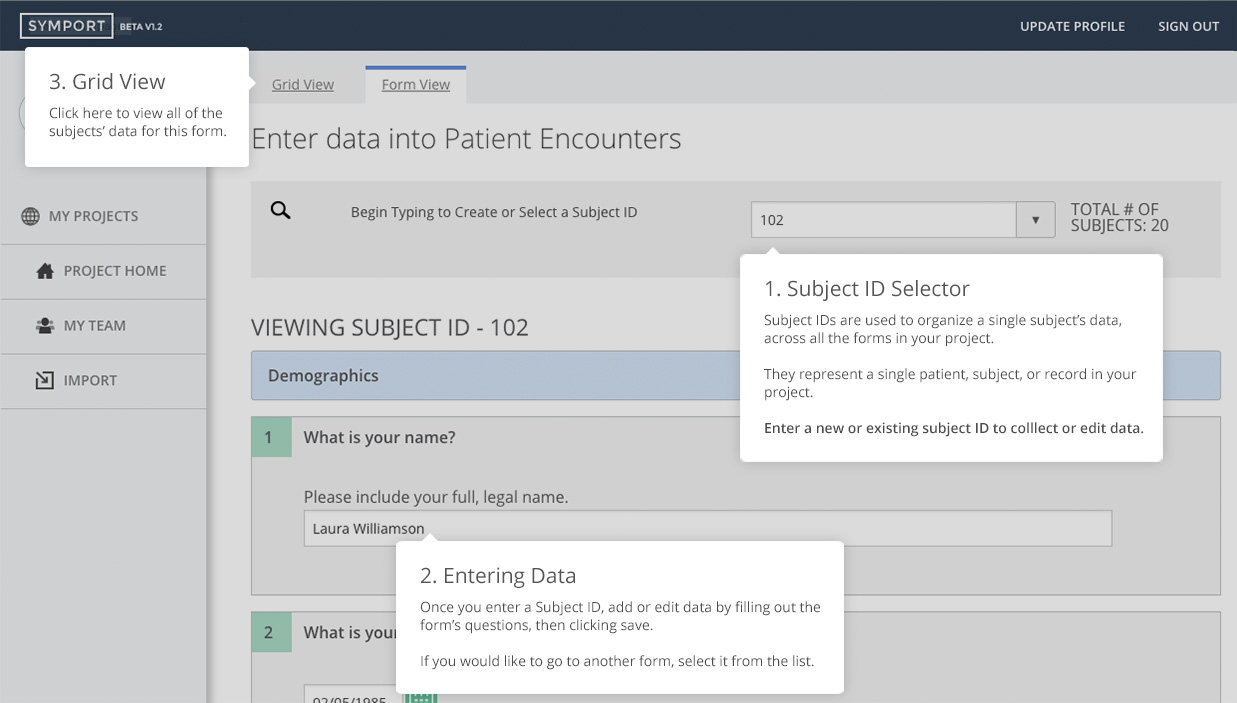 SYMPORT BETA V1.2
UPDATE PROFILE SIGN OUT
3. Grid View
Click here to view all of the
subjects’ data for this form.
Grid View Form View
Enter data into Patient Encounters
MY PROJECTS
PROJECT HOME
MY TEAM
IMPORT
Begin Typing to Create or Select a Subject ID
102
TOTAL # OF
SUBJECTS: 20
1. Subject ID Selector
Subject IDs are used to organize a single subject’s data,
across all the forms in your project.
They represent a single patient, subject, or record in your
project.
Enter a new or existing subject ID to colllect or edit data.
VIEWING SUBJECT ID - 102
Demographics
1 What is your name?
Please include your full, legal name.
Laura Williamson
2. Entering Data
Once you enter a Subject ID, add or edit data by filling out the
form’s questions, then clicking save.
If you would like to go to another form, select it from the list.
2 What is your
02/05/1985